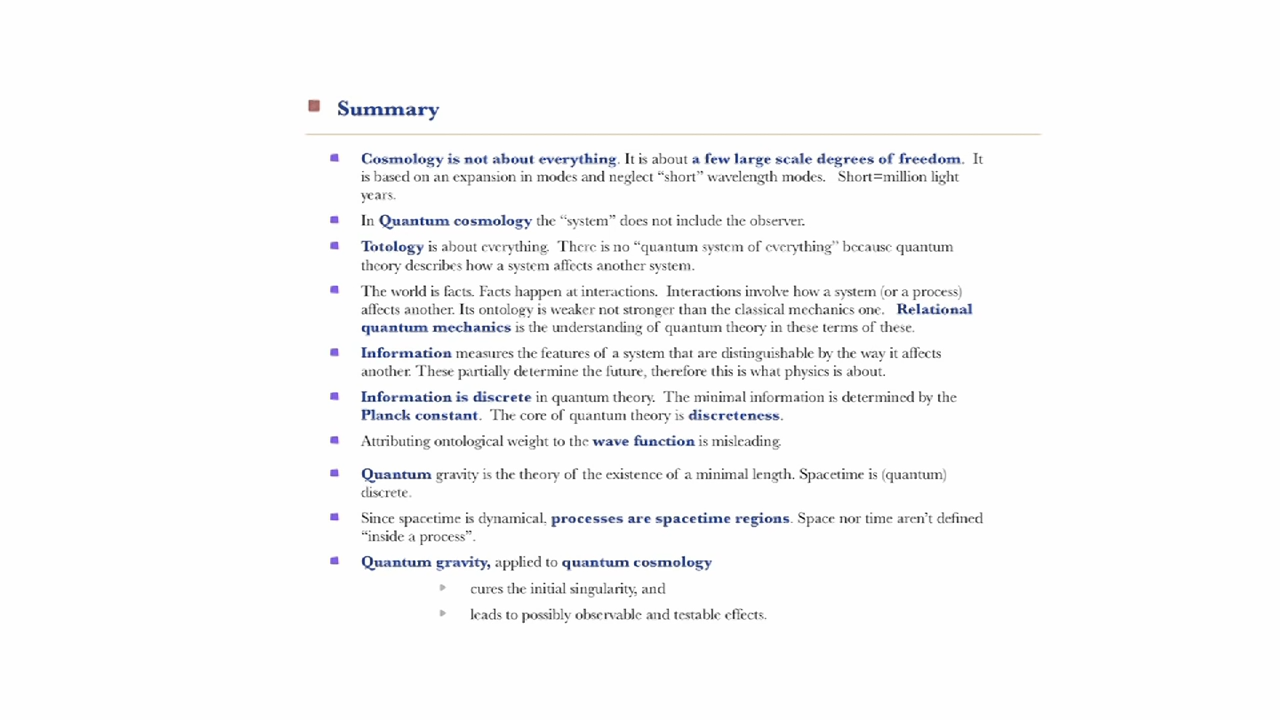 Summary
Cosmology is not about everything. It is about a few large scale degrees of freedom. It
is based on an expansion in modes and neglect “short” wavelength modes. Short=million light
years.
In Quantum cosmology the “system” does not include the observer.
Totology is about everything. There is no “quantum system of everything” because quantum
theory describes how a system affects another system.
The world is facts. Facts happen at interactions. Interactions involve how a system (or a process)
affects another. Its ontology is weaker not stronger than the classical mechanics one. Relational
quantum mechanics is the understanding of quantum theory in these terms of these.
Information measures the features of a system that are distinguishable by the way it affects
another. These partially determine the future, therefore this is what physics is about.
Information is discrete in quantum theory. The minimal information is determined by the
Planck constant. The core of quantum theory is discreteness.
Attributing ontological weight to the wave function is misleading.
Quantum gravity is the theory of the existence of a minimal length. Spacetime is (quantum)
discrete.
Since spacetime is dynamical, processes are spacetime regions. Space nor time aren’t defined
“inside a process”.
Quantum gravity, applied to quantum cosmology
cures the initial singularity, and
leads to possibly observable and testable effects.